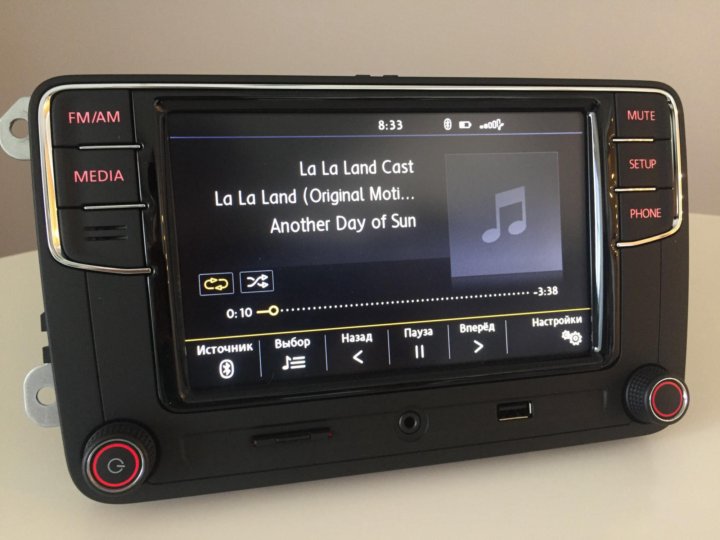 FM/AM
MEDIA
8:33
La La Land Cast
La La Land (Original Moti...
Another Day of Sun
0:10
-3:38
Источник
Выбор
Назад
Пауза
Вперёд
Настройки
MUTE
SETUP
PHONE